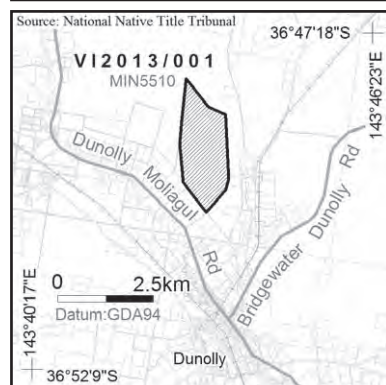 Source: National Native Title Tribunal
36°47'18"S
VI2013/001
MIN5510
143°46'23"E
Dunolly Moliagul Rd
Bridgewater Dunolly Rd
0 2.5km
Datum:GDA94
143°40'17"E
Dunolly
36°52'9"S